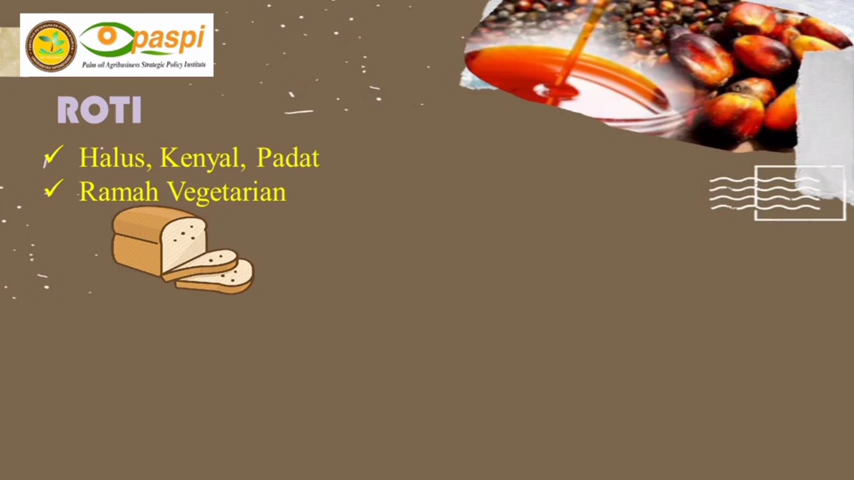 paspi
Palm oil Agribusiness Strategic Policy Institute
ROTI
Halus, Kenyal, Padat
Ramah Vegetarian